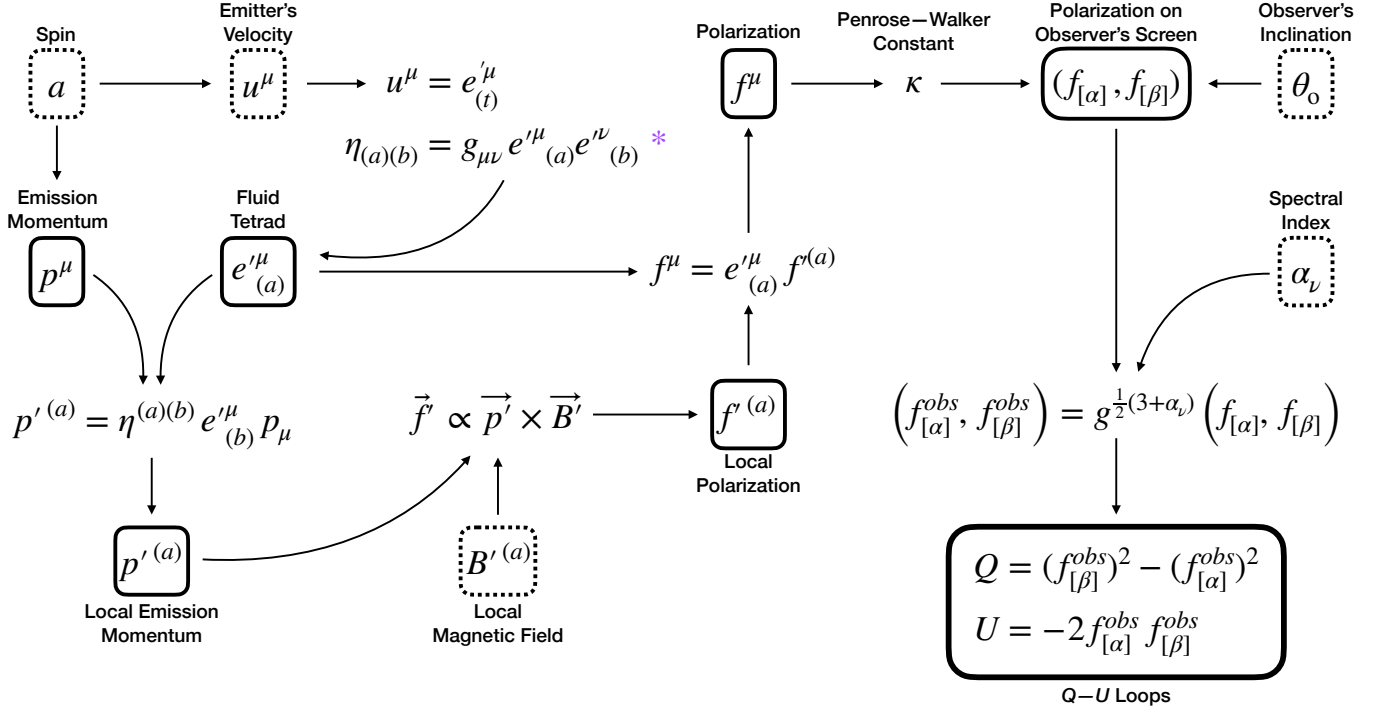 Spin
a
Emitter's
Velocity
u^μ
u^μ = e'^μ_(t)
η_(a)(b) = g_μν e'^μ_(a) e'^ν_(b) *
Emission
Momentum
p^μ
Fluid
Tetrad
e'^μ_(a)
p'^(a) = η^(a)(b) e'^μ_(b) p_μ
p'^(a)
Local Emission
Momentum
f⃗' ∝ p⃗' × B⃗'
B'^(a)
Local
Magnetic Field
f'^(a)
Local
Polarization
f^μ = e'^μ_(a) f'^(a)
Polarization
f^μ
Penrose–Walker
Constant
κ
Polarization on
Observer's Screen
(f_[α], f_[β])
Observer's
Inclination
θ_o
Spectral
Index
α_ν
(f^obs_[α], f^obs_[β]) = g^{½(3+α_ν)} (f_[α], f_[β])
Q = (f^obs_[β])² − (f^obs_[α])²
U = −2f^obs_[α] f^obs_[β]
Q–U Loops